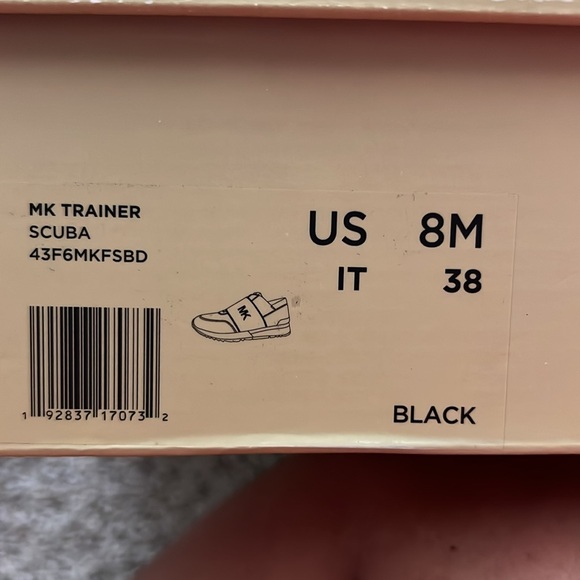 MK TRAINER
SCUBA
43F6MKFSBD
US 8M
IT 38
MK
1 92837 17073 2
BLACK